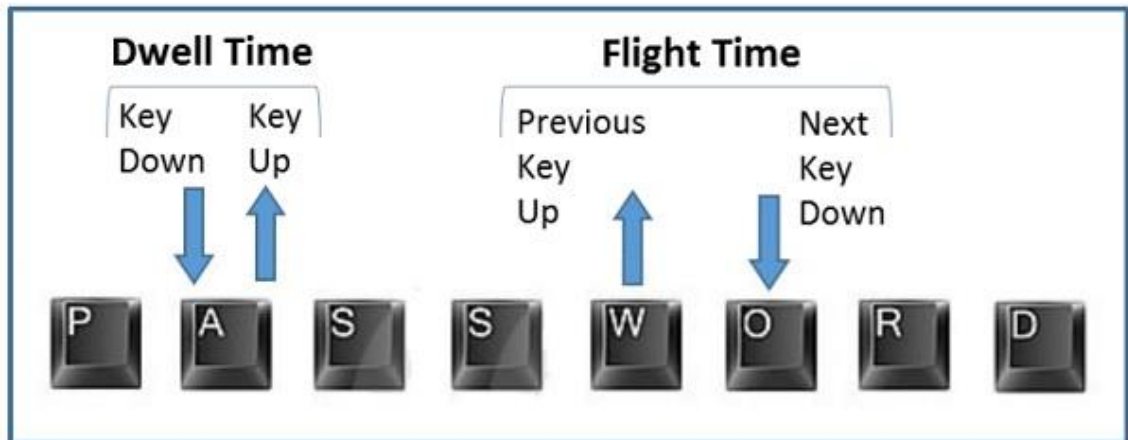 Dwell Time
Flight Time
Key Key
Down Up
Previous Next
Key Key
Up Down
P A S S W O R D